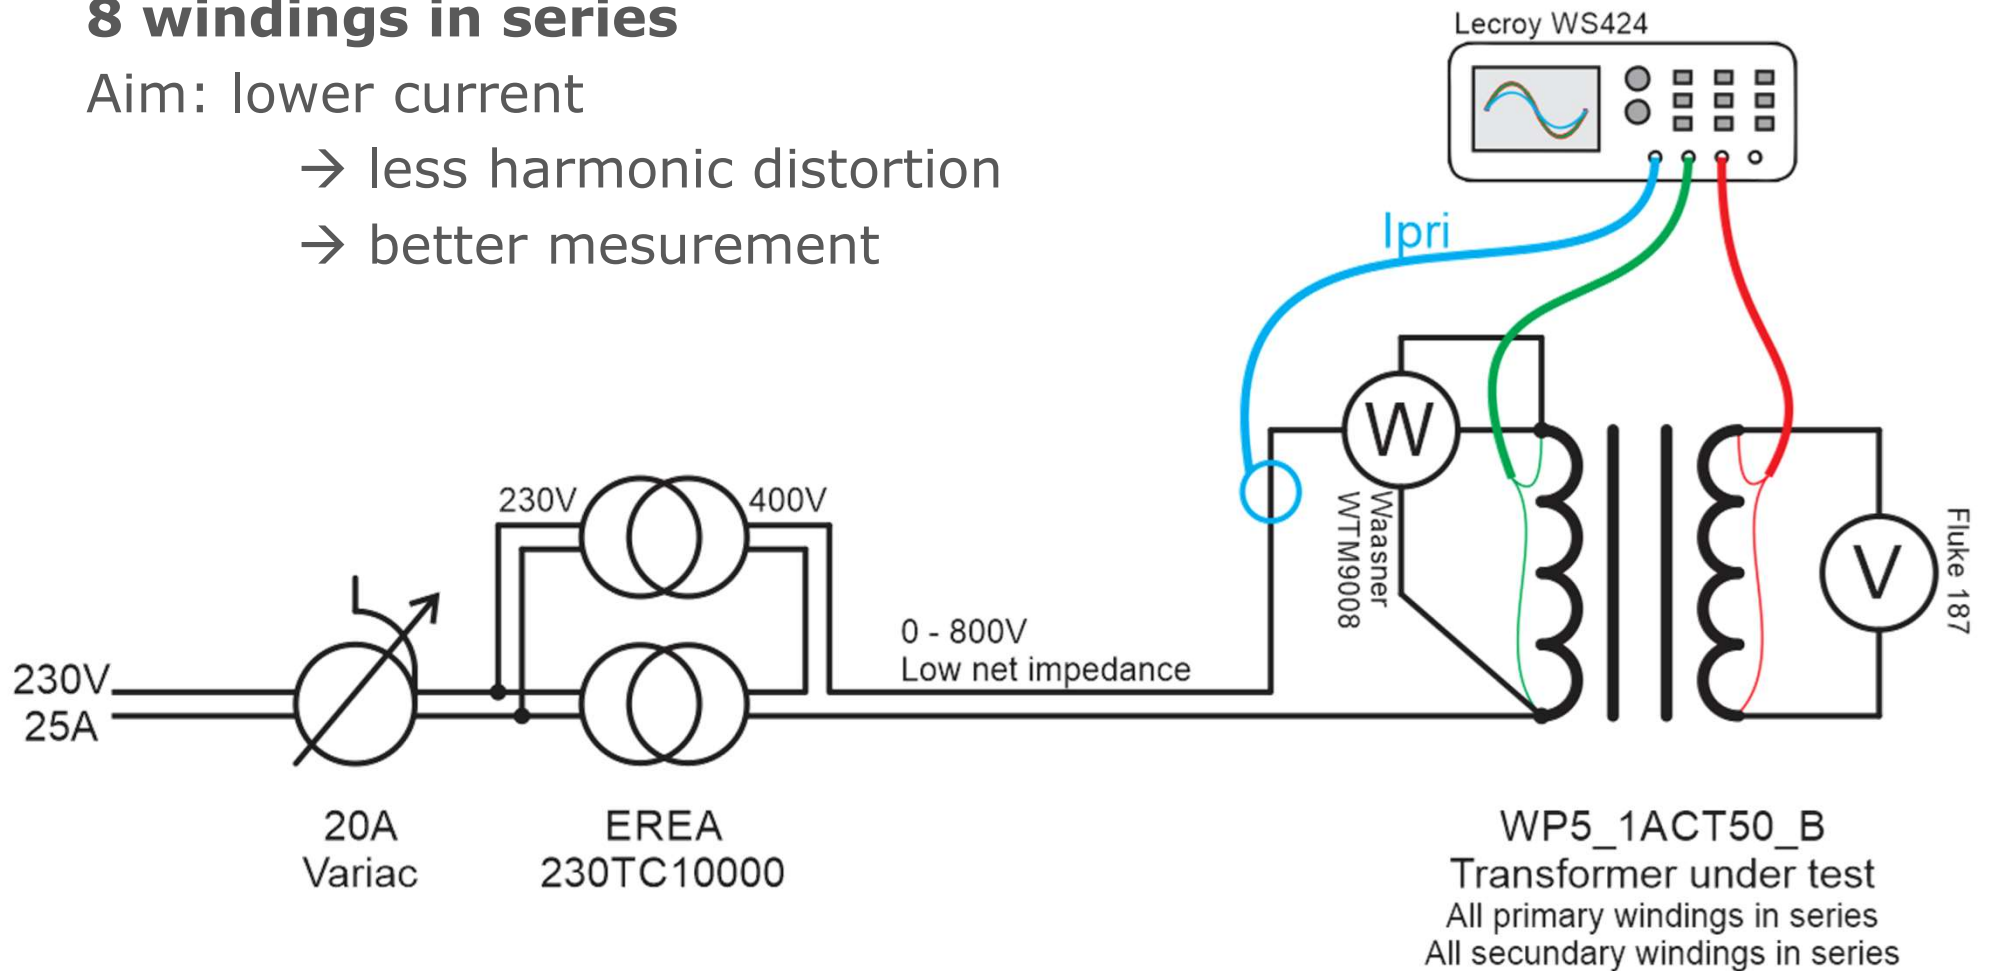 8 windings in series
Aim: lower current
→ less harmonic distortion
→ better mesurement
Lecroy WS424
Ipri
W
Waasner
WTM9008
V
Fluke 187
230V
400V
0 - 800V
Low net impedance
230V
25A
20A
Variac
EREA
230TC10000
WP5_1ACT50_B
Transformer under test
All primary windings in series
All secundary windings in series